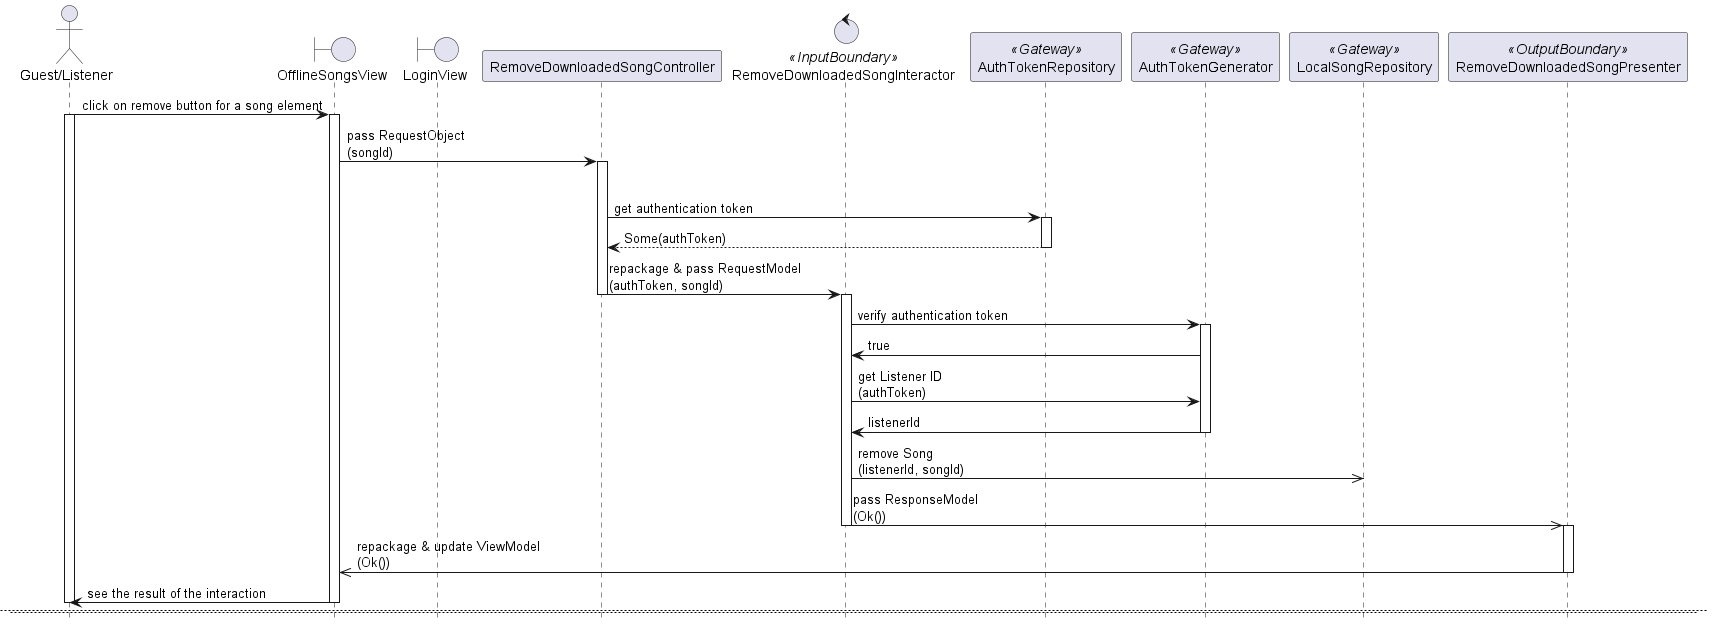 Guest/Listener
OfflineSongsView
LoginView
RemoveDownloadedSongController
«InputBoundary»
RemoveDownloadedSongInteractor
«Gateway»
AuthTokenRepository
«Gateway»
AuthTokenGenerator
«Gateway»
LocalSongRepository
«OutputBoundary»
RemoveDownloadedSongPresenter
click on remove button for a song element
pass RequestObject
(songId)
get authentication token
Some(authToken)
repackage & pass RequestModel
(authToken, songId)
verify authentication token
true
get Listener ID
(authToken)
listenerId
remove Song
(listenerId, songId)
pass ResponseModel
(Ok())
repackage & update ViewModel
(Ok())
see the result of the interaction